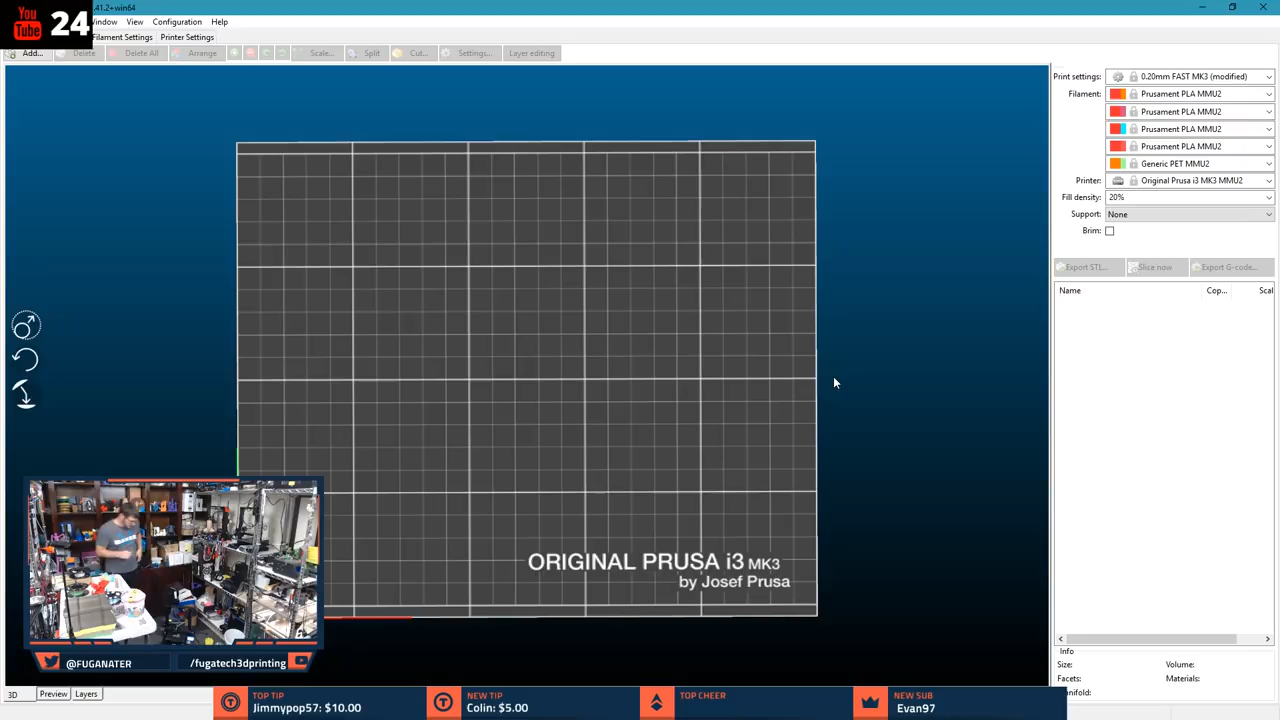 You Tube 24
.41.2+win64
Window View Configuration Help
Filament Settings Printer Settings
Add... Delete Delete All Arrange Scale... Split Cut... Settings... Layer editing
Print settings: 0.20mm FAST MK3 (modified)
Filament: Prusament PLA MMU2
Prusament PLA MMU2
Prusament PLA MMU2
Prusament PLA MMU2
Generic PET MMU2
Printer: Original Prusa i3 MK3 MMU2
Fill density: 20%
Support: None
Brim:
Export STL... Slice now Export G-code...
Name Cop... Scal
ORIGINAL PRUSA i3 MK3
by Josef Prusa
@FUGANATER /fugatech3dprinting
Info
Size: Volume:
Facets: Materials:
Manifold:
3D Preview Layers
TOP TIP
Jimmypop57: $10.00
NEW TIP
Colin: $5.00
TOP CHEER
NEW SUB
Evan97